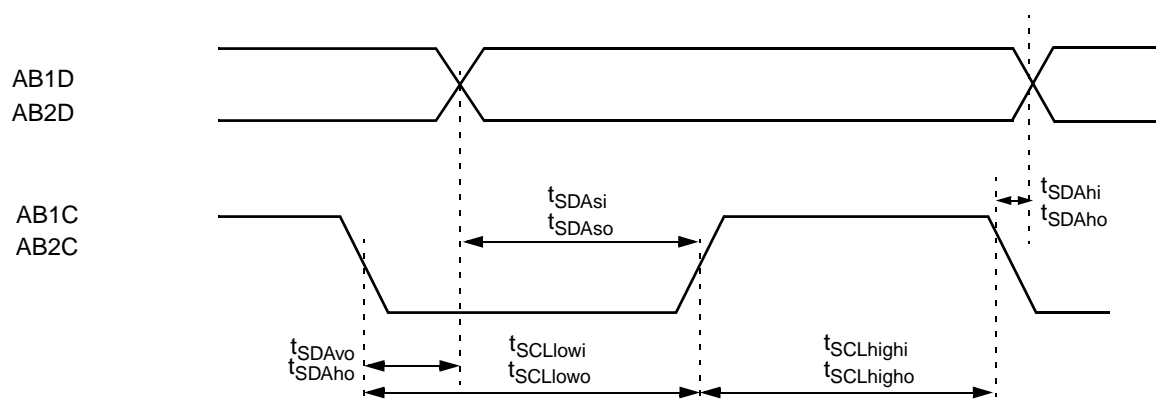 AB1D
AB2D
tSDAhi
tSDAho
tSDAsi
tSDAso
AB1C
AB2C
tSDAvo
tSDAho
tSCLlowi
tSCLlowo
tSCLhighi
tSCLhigho